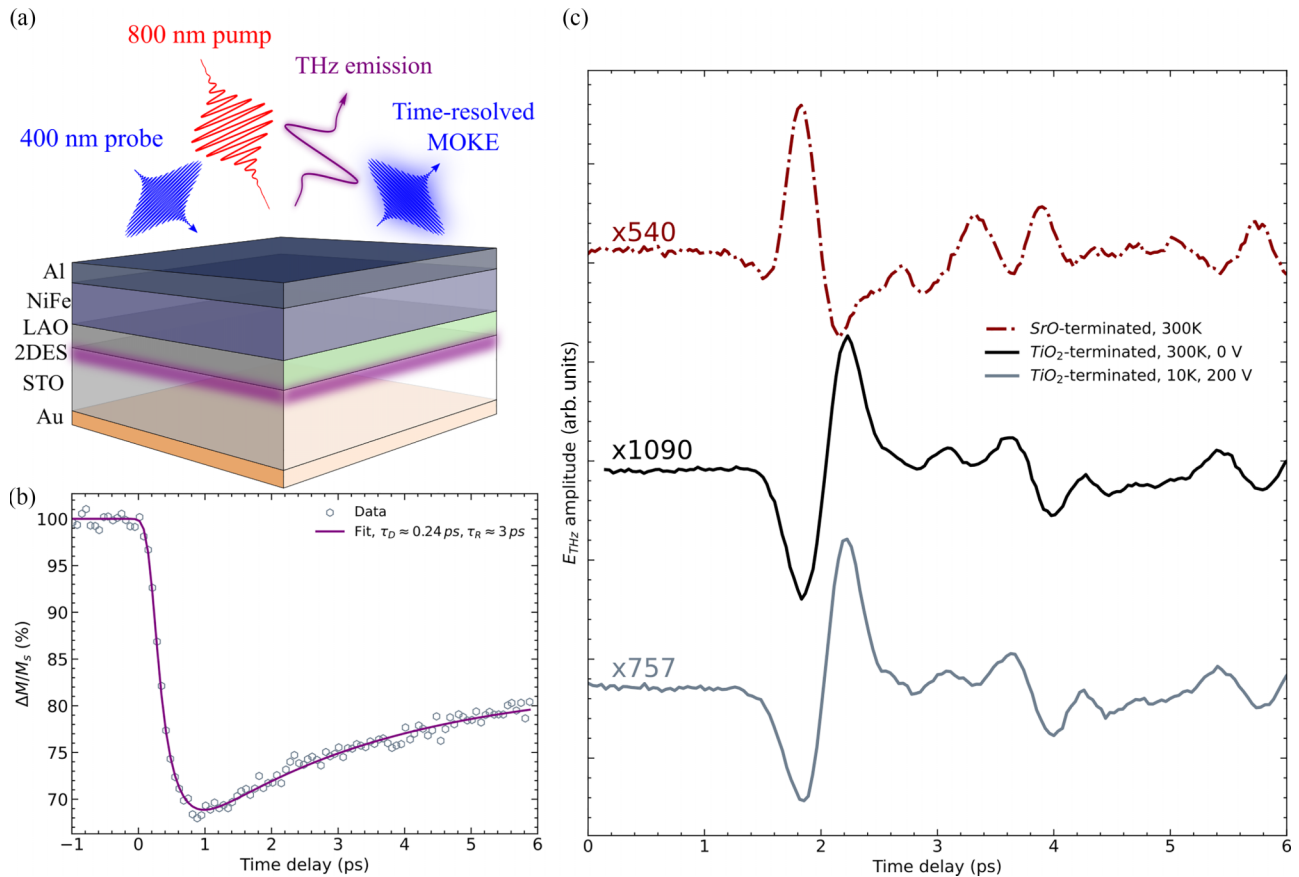 (a)
800 nm pump
THz emission
400 nm probe
Time-resolved
MOKE
Al
NiFe
LAO
2DES
STO
Au
(b)
Data
Fit, τ_D ≈ 0.24 ps, τ_R ≈ 3 ps
ΔM/M_s (%)
100
95
90
85
80
75
70
−1 0 1 2 3 4 5 6
Time delay (ps)
(c)
x540
SrO-terminated, 300K
TiO₂-terminated, 300K, 0 V
TiO₂-terminated, 10K, 200 V
x1090
x757
E_THz amplitude (arb. units)
0 1 2 3 4 5 6
Time delay (ps)